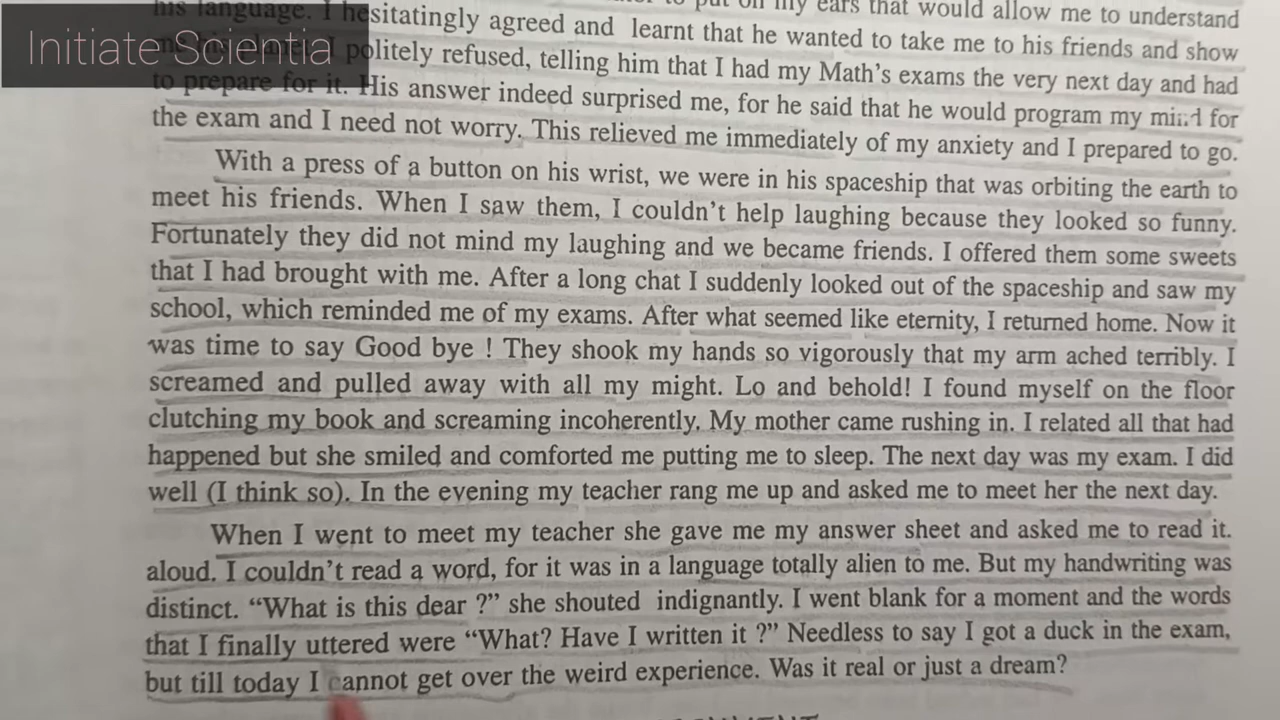 to put on my ears that would allow me to understand
his language. I hesitatingly agreed and learnt that he wanted to take me to his friends and show
Initiate Scientia
I politely refused, telling him that I had my Math's exams the very next day and had
to prepare for it. His answer indeed surprised me, for he said that he would program my mind for
the exam and I need not worry. This relieved me immediately of my anxiety and I prepared to go.
With a press of a button on his wrist, we were in his spaceship that was orbiting the earth to
meet his friends. When I saw them, I couldn't help laughing because they looked so funny.
Fortunately they did not mind my laughing and we became friends. I offered them some sweets
that I had brought with me. After a long chat I suddenly looked out of the spaceship and saw my
school, which reminded me of my exams. After what seemed like eternity, I returned home. Now it
was time to say Good bye ! They shook my hands so vigorously that my arm ached terribly. I
screamed and pulled away with all my might. Lo and behold! I found myself on the floor
clutching my book and screaming incoherently. My mother came rushing in. I related all that had
happened but she smiled and comforted me putting me to sleep. The next day was my exam. I did
well (I think so). In the evening my teacher rang me up and asked me to meet her the next day.
When I went to meet my teacher she gave me my answer sheet and asked me to read it.
aloud. I couldn't read a word, for it was in a language totally alien to me. But my handwriting was
distinct. "What is this dear ?" she shouted indignantly. I went blank for a moment and the words
that I finally uttered were "What? Have I written it ?" Needless to say I got a duck in the exam,
but till today I cannot get over the weird experience. Was it real or just a dream?